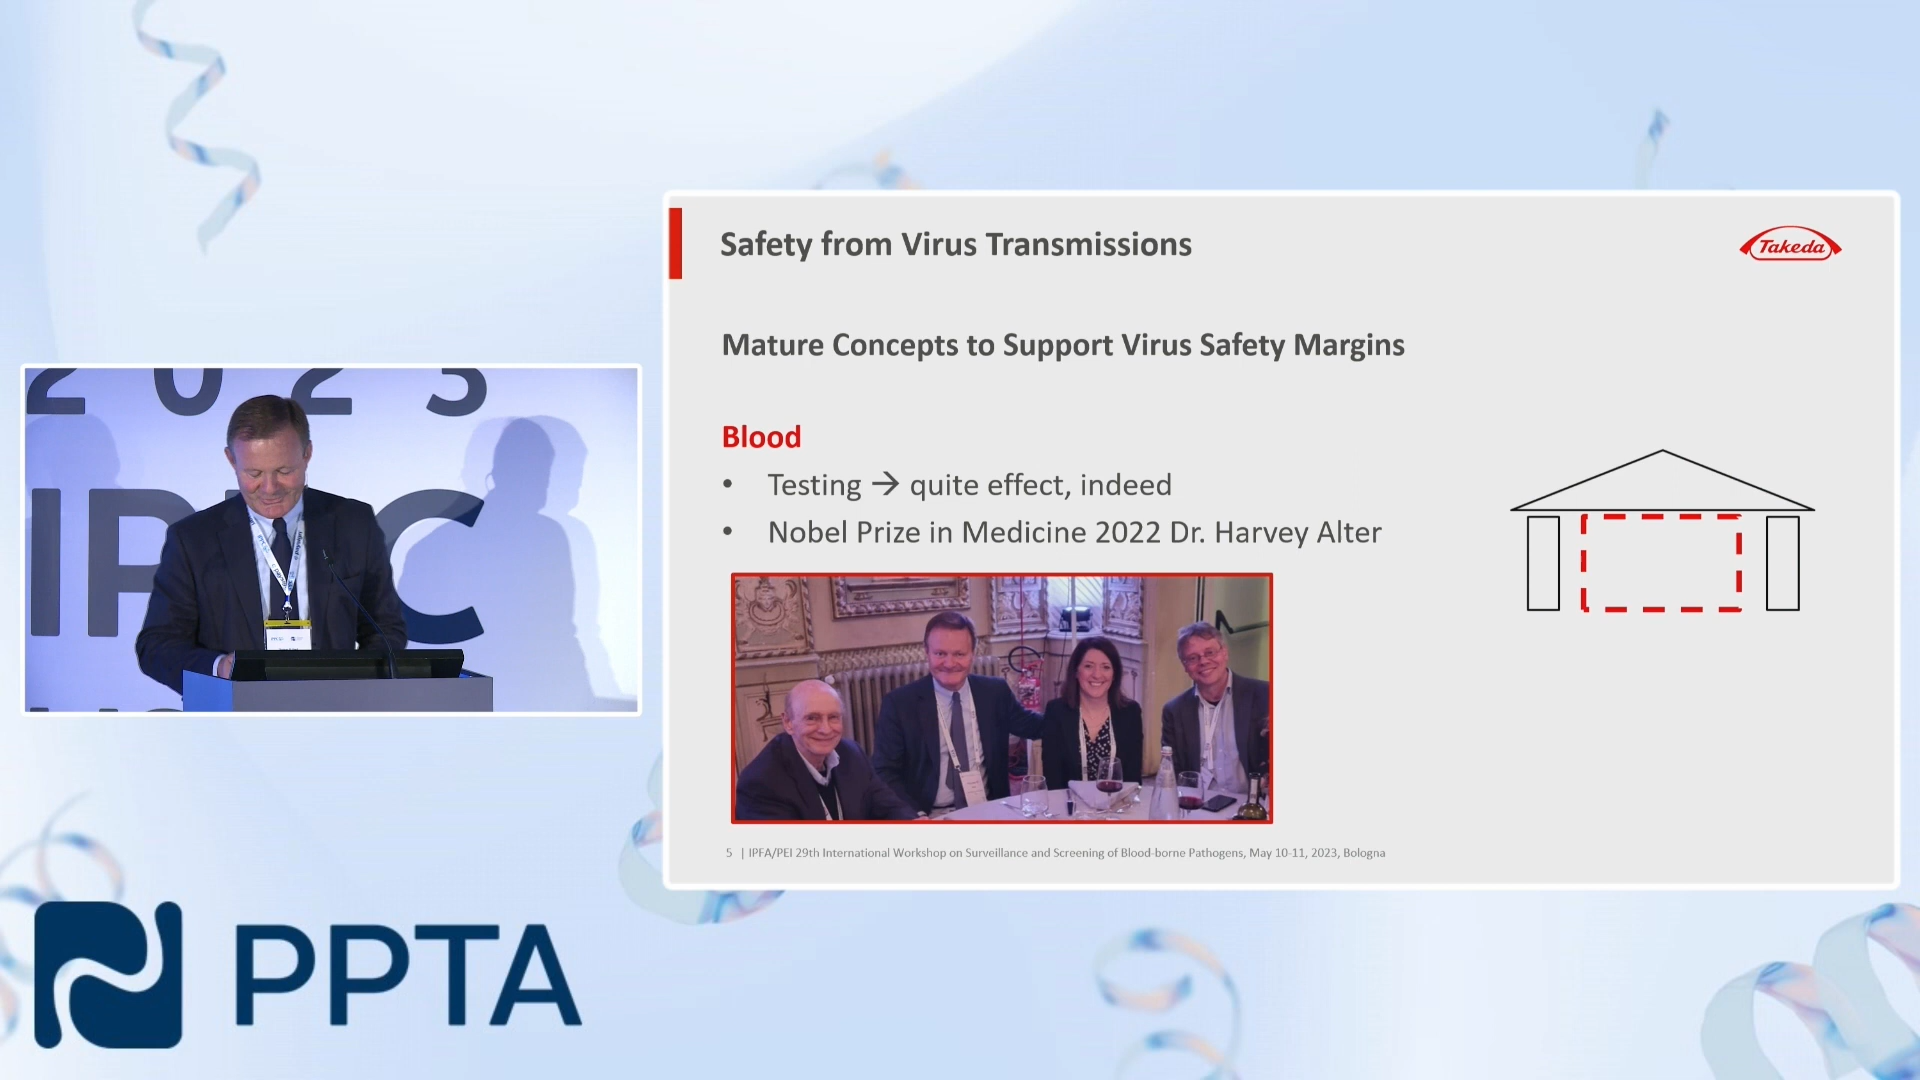 2023
IP
C
Safety from Virus Transmissions
Takeda
Mature Concepts to Support Virus Safety Margins
Blood
• Testing → quite effect, indeed
• Nobel Prize in Medicine 2022 Dr. Harvey Alter
5 | IPFA/PEI 29th International Workshop on Surveillance and Screening of Blood-borne Pathogens, May 10-11, 2023, Bologna
PPTA